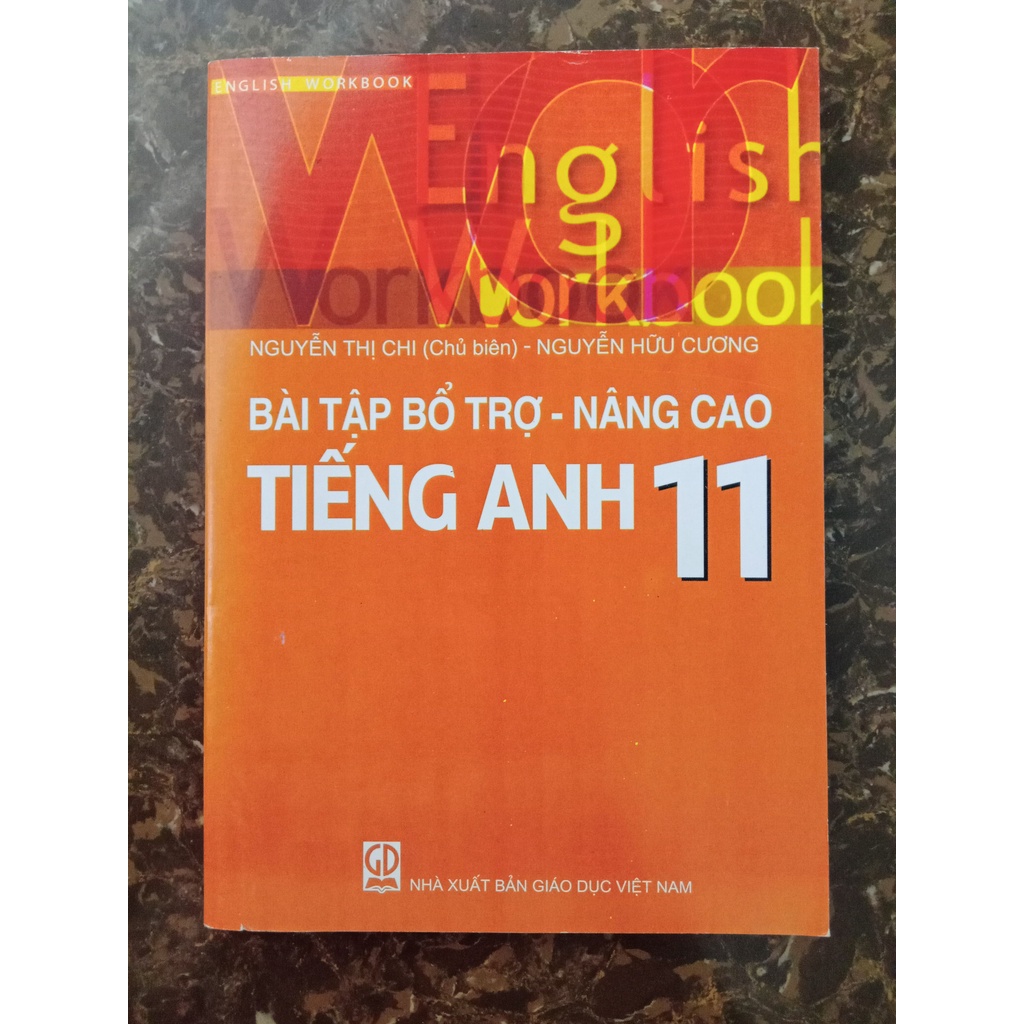 ENGLISH WORKBOOK
English
Workbook
Workbook
NGUYỄN THỊ CHI (Chủ biên) - NGUYỄN HỮU CƯƠNG
BÀI TẬP BỔ TRỢ - NÂNG CAO
TIẾNG ANH 11
GD
NHÀ XUẤT BẢN GIÁO DỤC VIỆT NAM